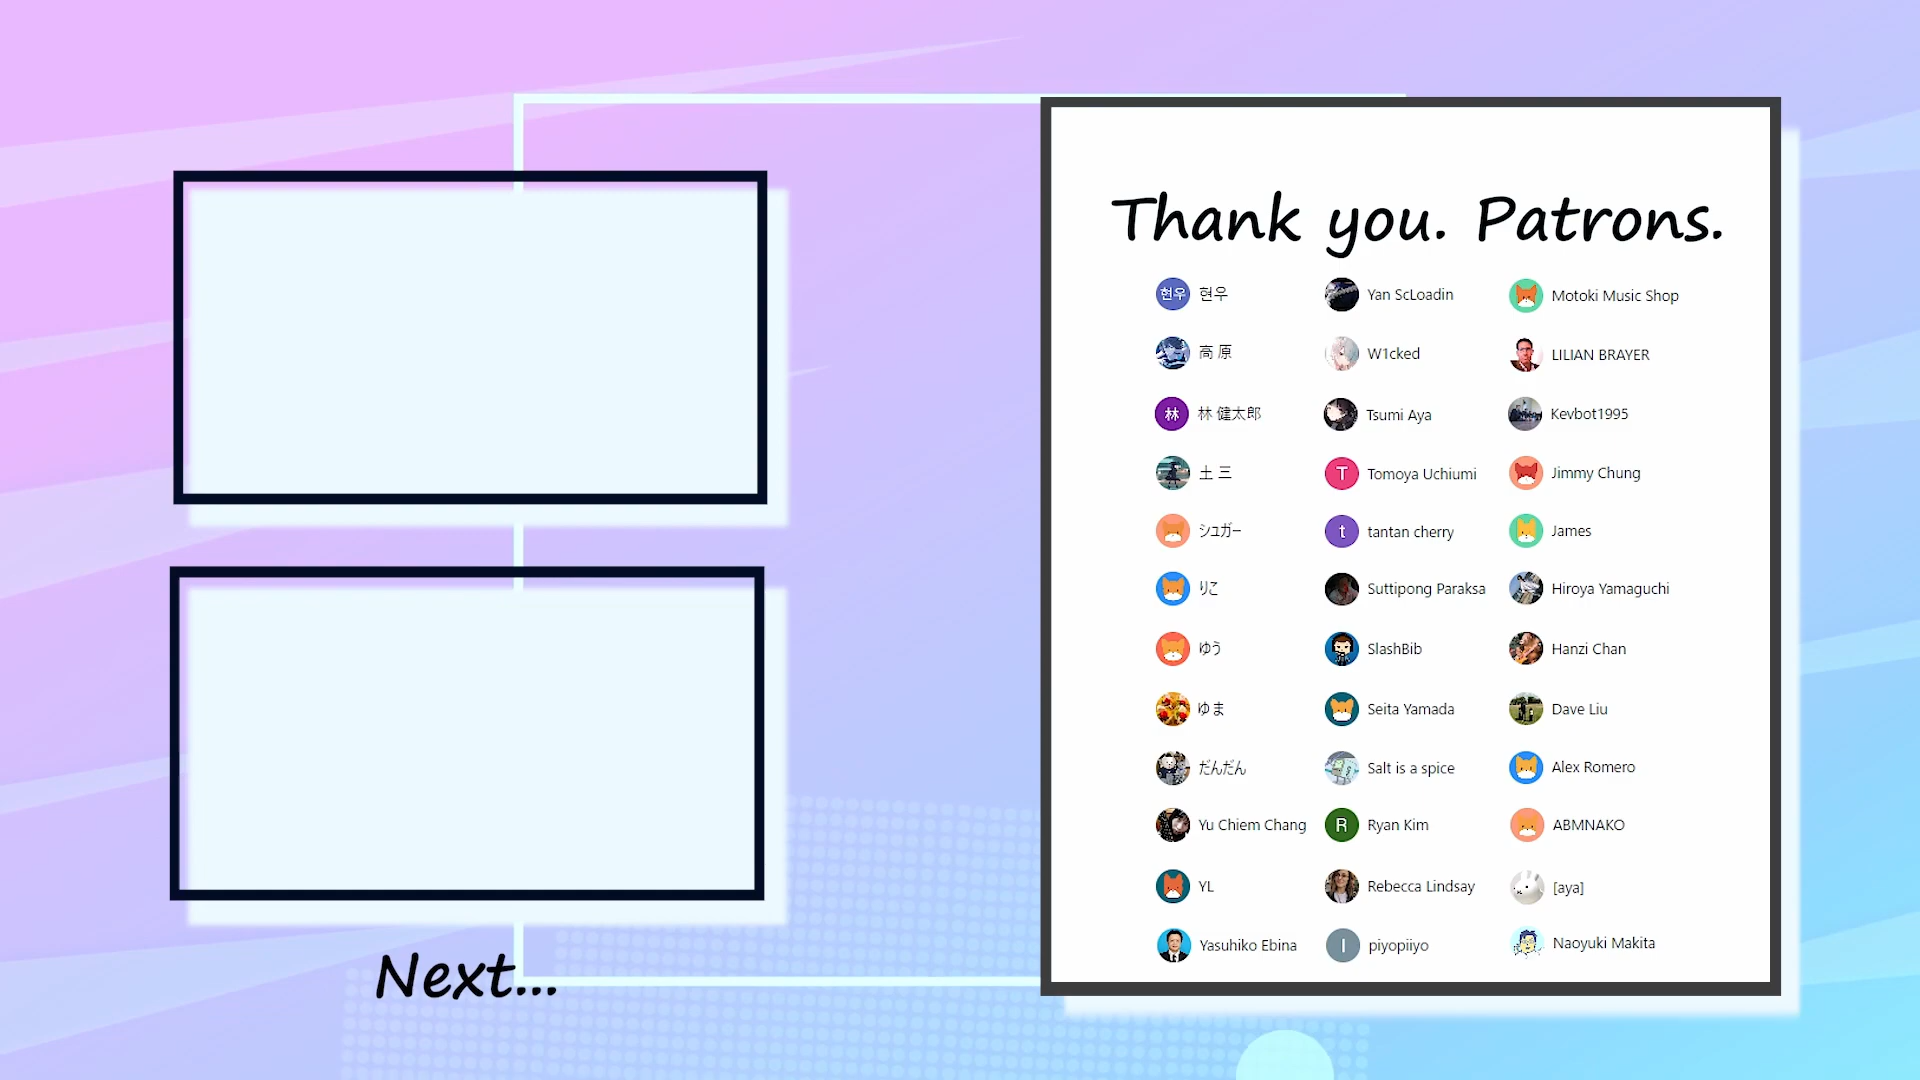 Thank you. Patrons.
현우 현우 Yan ScLoadin Motoki Music Shop
高 原 W1cked LILIAN BRAYER
林 林 健太郎 Tsumi Aya Kevbot1995
土 三 T Tomoya Uchiumi Jimmy Chung
シュガー t tantan cherry James
りこ Suttipong Paraksa Hiroya Yamaguchi
ゆう SlashBib Hanzi Chan
ゆま Seita Yamada Dave Liu
だんだん Salt is a spice Alex Romero
Yu Chiem Chang R Ryan Kim ABMNAKO
YL Rebecca Lindsay [aya]
Yasuhiko Ebina I piyopiiyo Naoyuki Makita
Next...